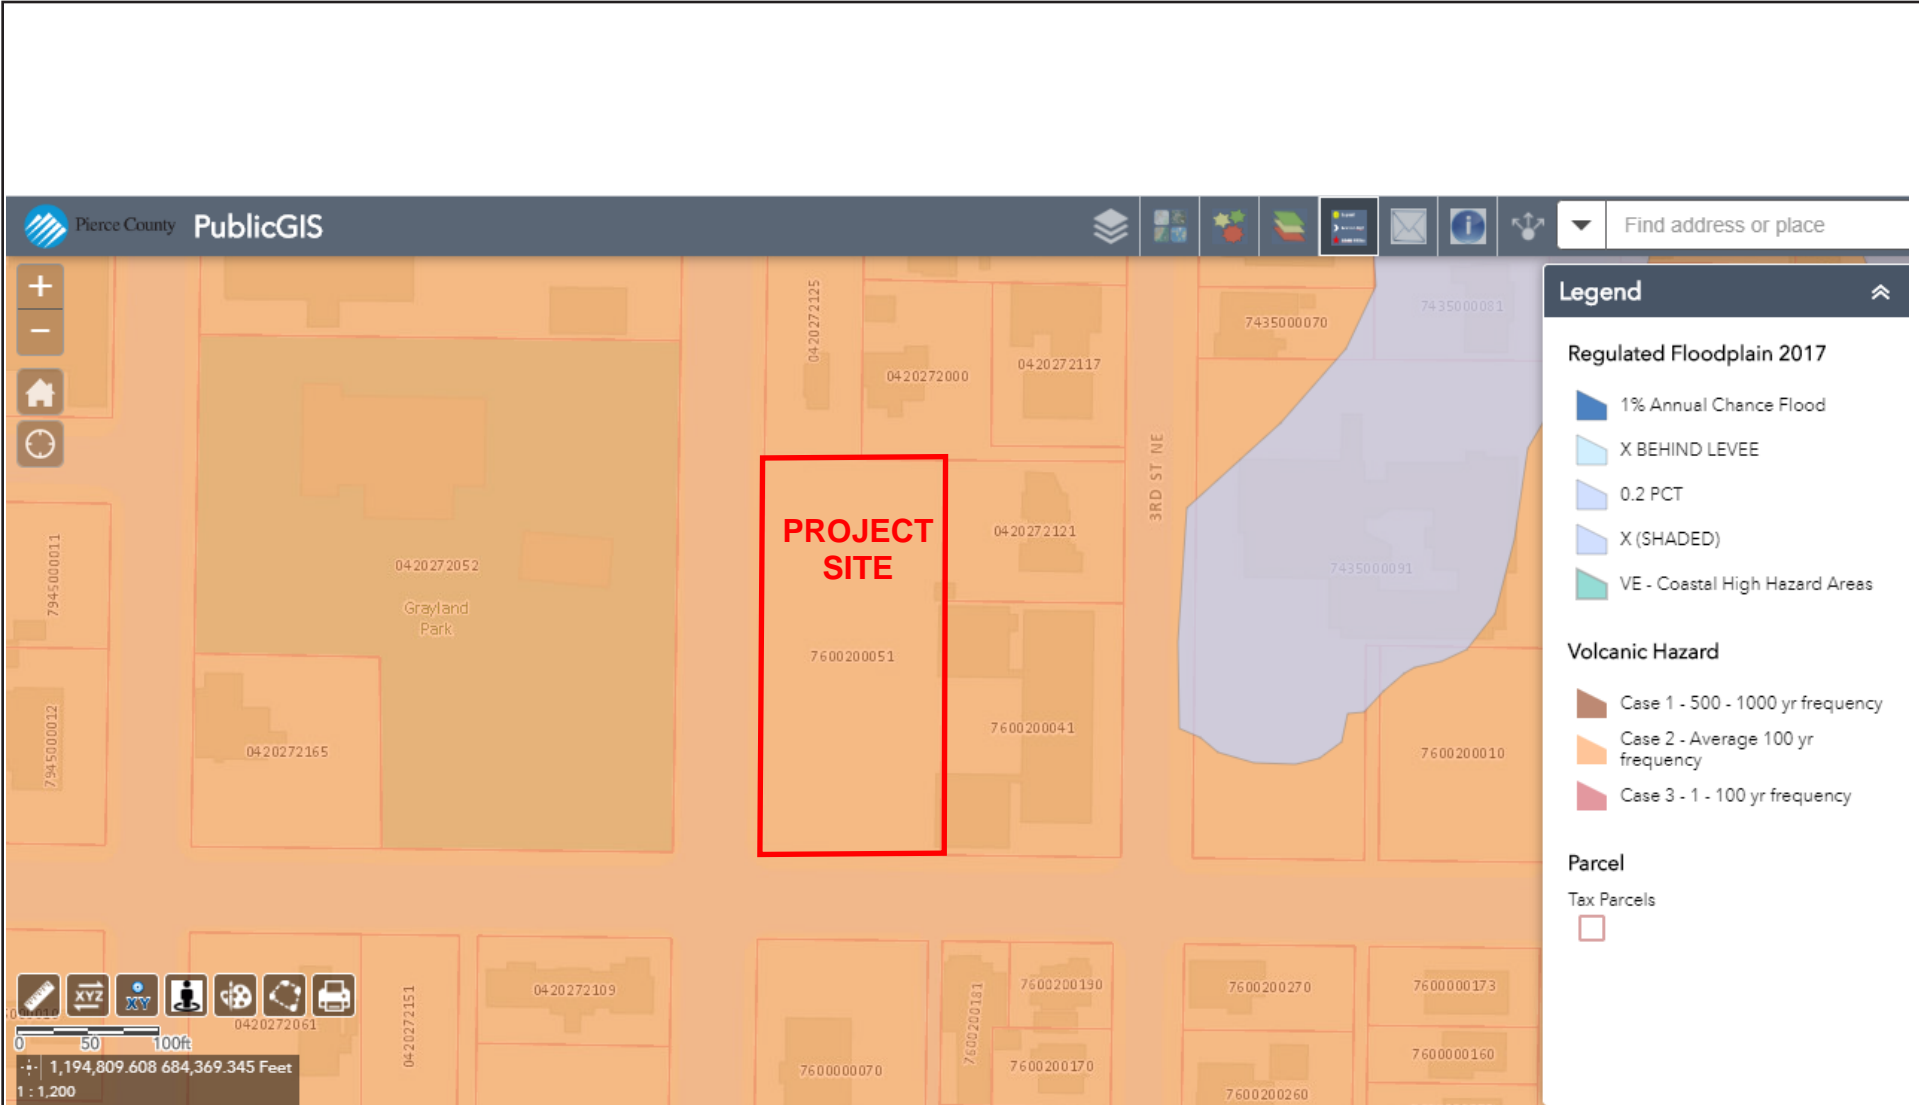 Pierce County PublicGIS
Find address or place
Legend
Regulated Floodplain 2017
1% Annual Chance Flood
X BEHIND LEVEE
0.2 PCT
X (SHADED)
VE - Coastal High Hazard Areas
Volcanic Hazard
Case 1 - 500 - 1000 yr frequency
Case 2 - Average 100 yr
frequency
Case 3 - 1 - 100 yr frequency
Parcel
Tax Parcels
0420272125
0420272000
0420272117
7435000070
7435000081
3RD ST NE
PROJECT
SITE
0420272121
7945000011
0420272052
Grayland
Park
7435000091
7600200051
7945000012
0420272165
7600200041
7600200010
0420272109
7600200190
7600200270
7600000173
0420272061
0420272151
7600200181
7600000070
7600200170
7600000160
7600200260
XYZ
XY
0 50 100ft
1,194,809.608 684,369.345 Feet
1 : 1,200